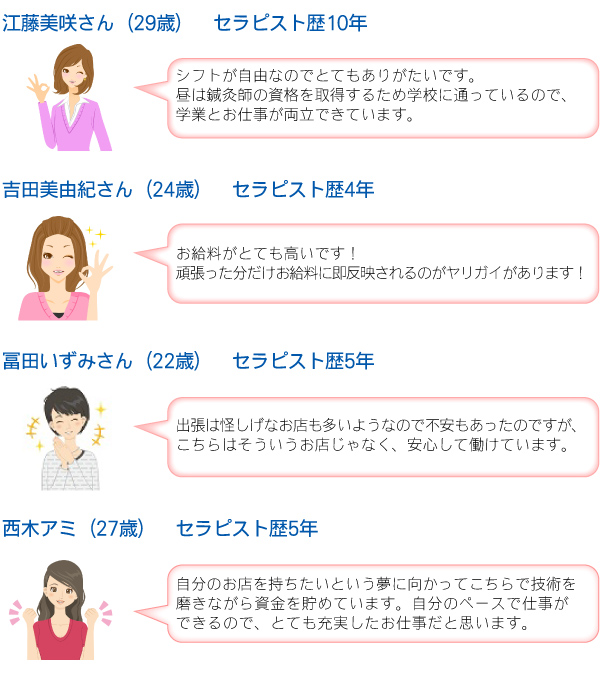 江藤美咲さん（29歳）　セラピスト歴10年
シフトが自由なのでとてもありがたいです。
昼は鍼灸師の資格を取得するため学校に通っているので、
学業とお仕事が両立できています。
吉田美由紀さん（24歳）　セラピスト歴4年
お給料がとても高いです！
頑張った分だけお給料に即反映されるのがヤリガイがあります！
冨田いずみさん（22歳）　セラピスト歴5年
出張は怪しげなお店も多いようなので不安もあったのですが、
こちらはそういうお店じゃなく、安心して働けています。
西木アミ（27歳）　セラピスト歴5年
自分のお店を持ちたいという夢に向かってこちらで技術を
磨きながら資金を貯めています。自分のペースで仕事が
できるので、とても充実したお仕事だと思います。